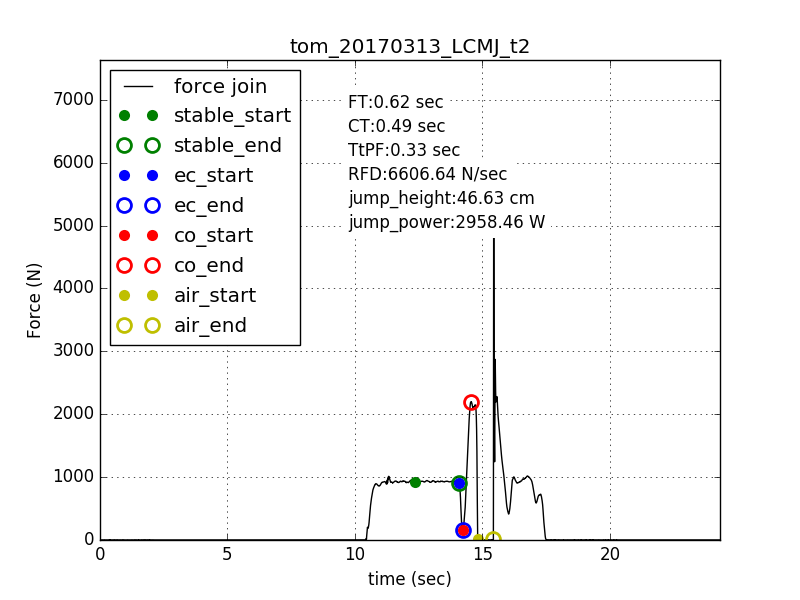 tom_20170313_LCMJ_t2
force join
stable_start
stable_end
ec_start
ec_end
co_start
co_end
air_start
air_end
FT:0.62 sec
CT:0.49 sec
TtPF:0.33 sec
RFD:6606.64 N/sec
jump_height:46.63 cm
jump_power:2958.46 W
Force (N)
7000
6000
5000
4000
3000
2000
1000
0
0 5 10 15 20
time (sec)